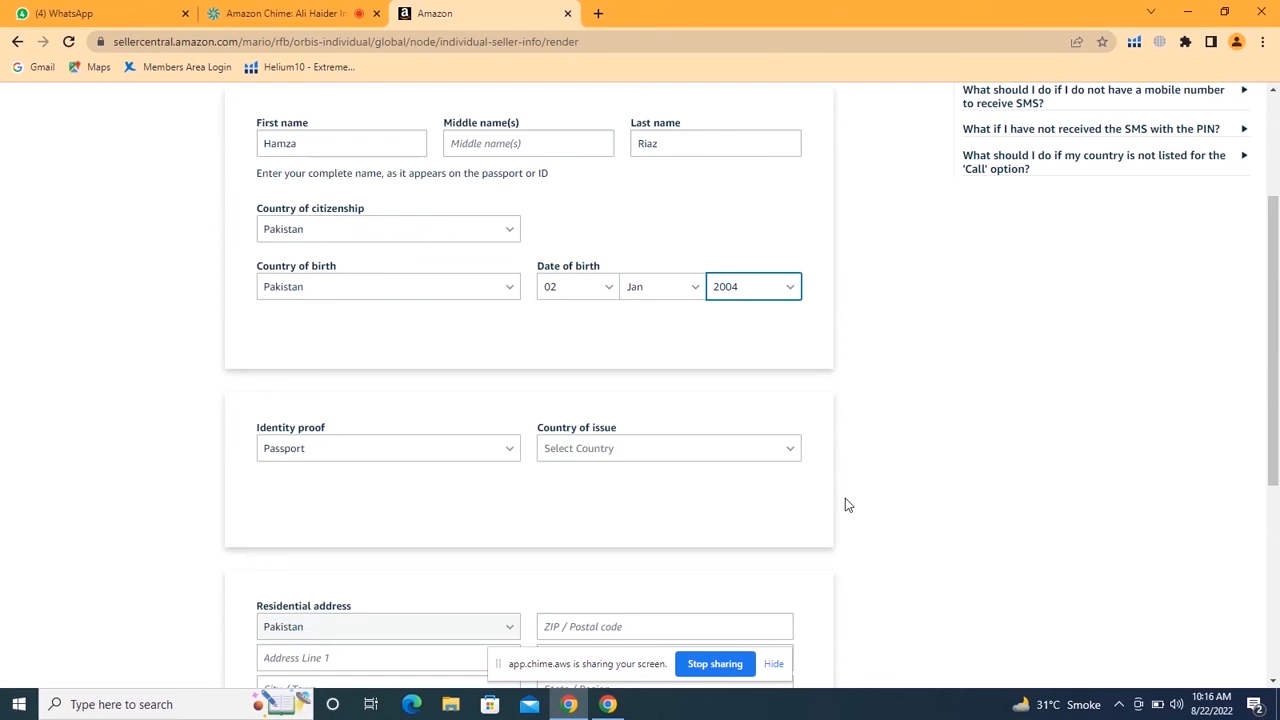 (4) WhatsApp
Amazon Chime: Ali Haider In
Amazon
sellercentral.amazon.com/mario/rfb/orbis-individual/global/node/individual-seller-info/render
Gmail
Maps
Members Area Login
Helium10 - Extreme...
What should I do if I do not have a mobile number
to receive SMS?
What if I have not received the SMS with the PIN?
What should I do if my country is not listed for the
'Call' option?
First name
Middle name(s)
Last name
Hamza
Middle name(s)
Riaz
Enter your complete name, as it appears on the passport or ID
Country of citizenship
Pakistan
Country of birth
Date of birth
Pakistan
02
Jan
2004
Identity proof
Country of issue
Passport
Select Country
Residential address
Pakistan
ZIP / Postal code
Address Line 1
app.chime.aws is sharing your screen.
Stop sharing
Hide
Type here to search
31°C Smoke
10:16 AM
8/22/2022
2